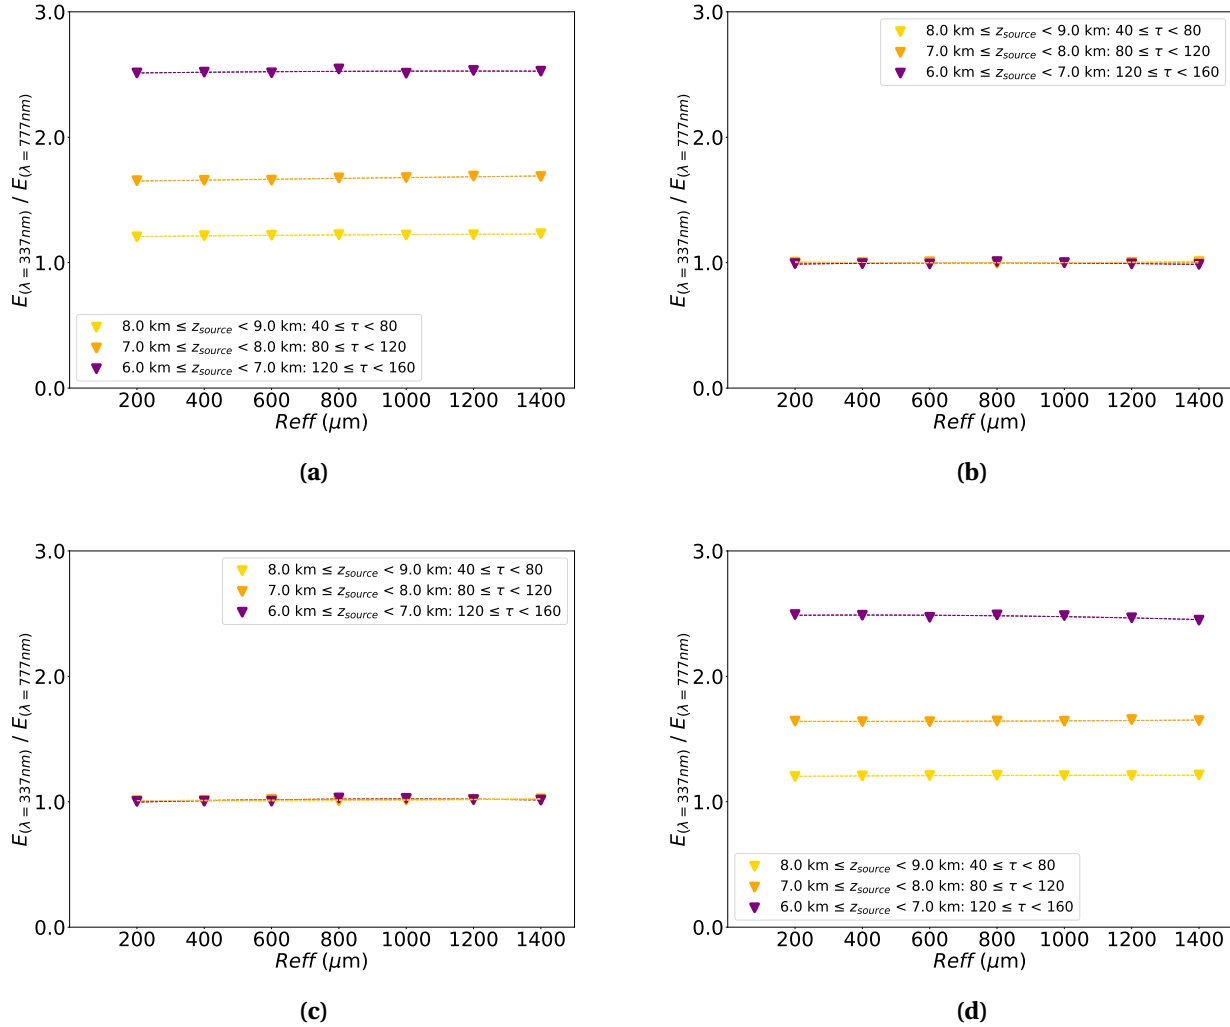 3.0
2.0
1.0
0.0
E(λ = 337nm) / E(λ = 777nm)
8.0 km ≤ zsource < 9.0 km: 40 ≤ τ < 80
7.0 km ≤ zsource < 8.0 km: 80 ≤ τ < 120
6.0 km ≤ zsource < 7.0 km: 120 ≤ τ < 160
200 400 600 800 1000 1200 1400
Reff (μm)
(a)
3.0
2.0
1.0
0.0
E(λ = 337nm) / E(λ = 777nm)
8.0 km ≤ zsource < 9.0 km: 40 ≤ τ < 80
7.0 km ≤ zsource < 8.0 km: 80 ≤ τ < 120
6.0 km ≤ zsource < 7.0 km: 120 ≤ τ < 160
200 400 600 800 1000 1200 1400
Reff (μm)
(b)
3.0
2.0
1.0
0.0
E(λ = 337nm) / E(λ = 777nm)
8.0 km ≤ zsource < 9.0 km: 40 ≤ τ < 80
7.0 km ≤ zsource < 8.0 km: 80 ≤ τ < 120
6.0 km ≤ zsource < 7.0 km: 120 ≤ τ < 160
200 400 600 800 1000 1200 1400
Reff (μm)
(c)
3.0
2.0
1.0
0.0
E(λ = 337nm) / E(λ = 777nm)
8.0 km ≤ zsource < 9.0 km: 40 ≤ τ < 80
7.0 km ≤ zsource < 8.0 km: 80 ≤ τ < 120
6.0 km ≤ zsource < 7.0 km: 120 ≤ τ < 160
200 400 600 800 1000 1200 1400
Reff (μm)
(d)